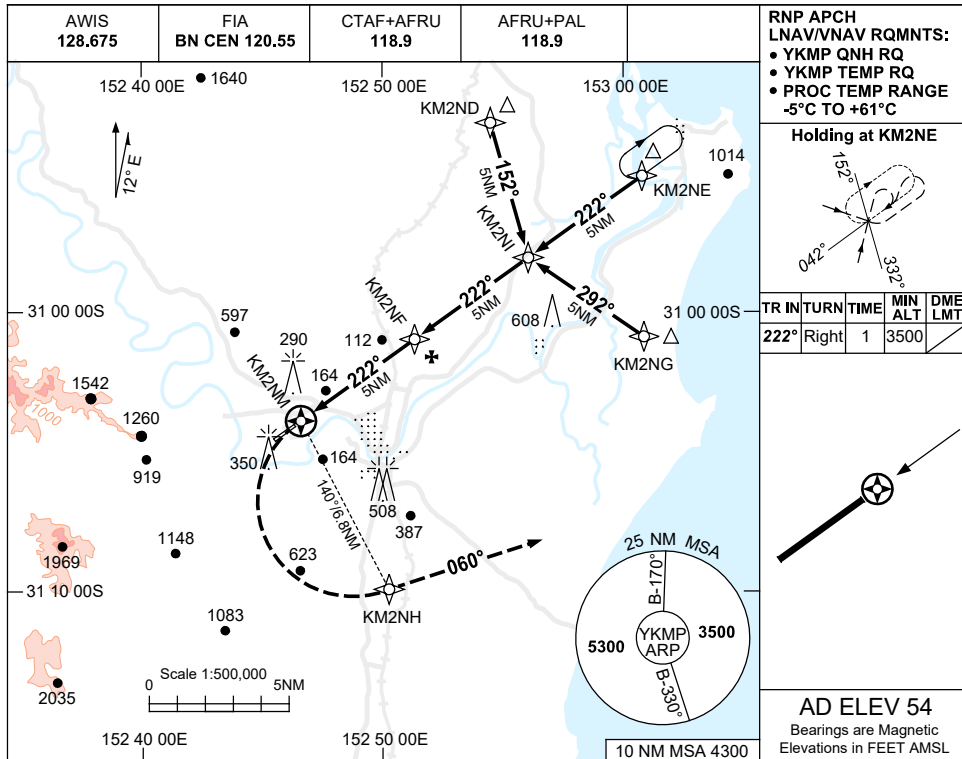 AWIS
128.675
FIA
BN CEN 120.55
CTAF+AFRU
118.9
AFRU+PAL
118.9
RNP APCH
LNAV/VNAV RQMNTS:
• YKMP QNH RQ
• YKMP TEMP RQ
• PROC TEMP RANGE
-5°C TO +61°C
152 40 00E
152 50 00E
153 00 00E
1640
KM2ND
12° E
152°
5NM
KM2NI
KM2NE
1014
222°
5NM
Holding at KM2NE
152°
042°
332°
222°
5NM
292°
5NM
KM2NF
31 00 00S
31 00 00S
597
290
112
608
KM2NG
TR IN
TURN
TIME
MIN ALT
DME LMT
222°
Right
1
3500
KM2NM
164
222°
5NM
1542
1000
1260
919
350
164
140°/6.8NM
508
387
1969
1148
623
060°
31 10 00S
KM2NH
1083
2035
Scale 1:500,000
0
5NM
25 NM MSA
B-170°
5300
YKMP
ARP
3500
B-330°
152 40 00E
152 50 00E
10 NM MSA 4300
AD ELEV 54
Bearings are Magnetic
Elevations in FEET AMSL